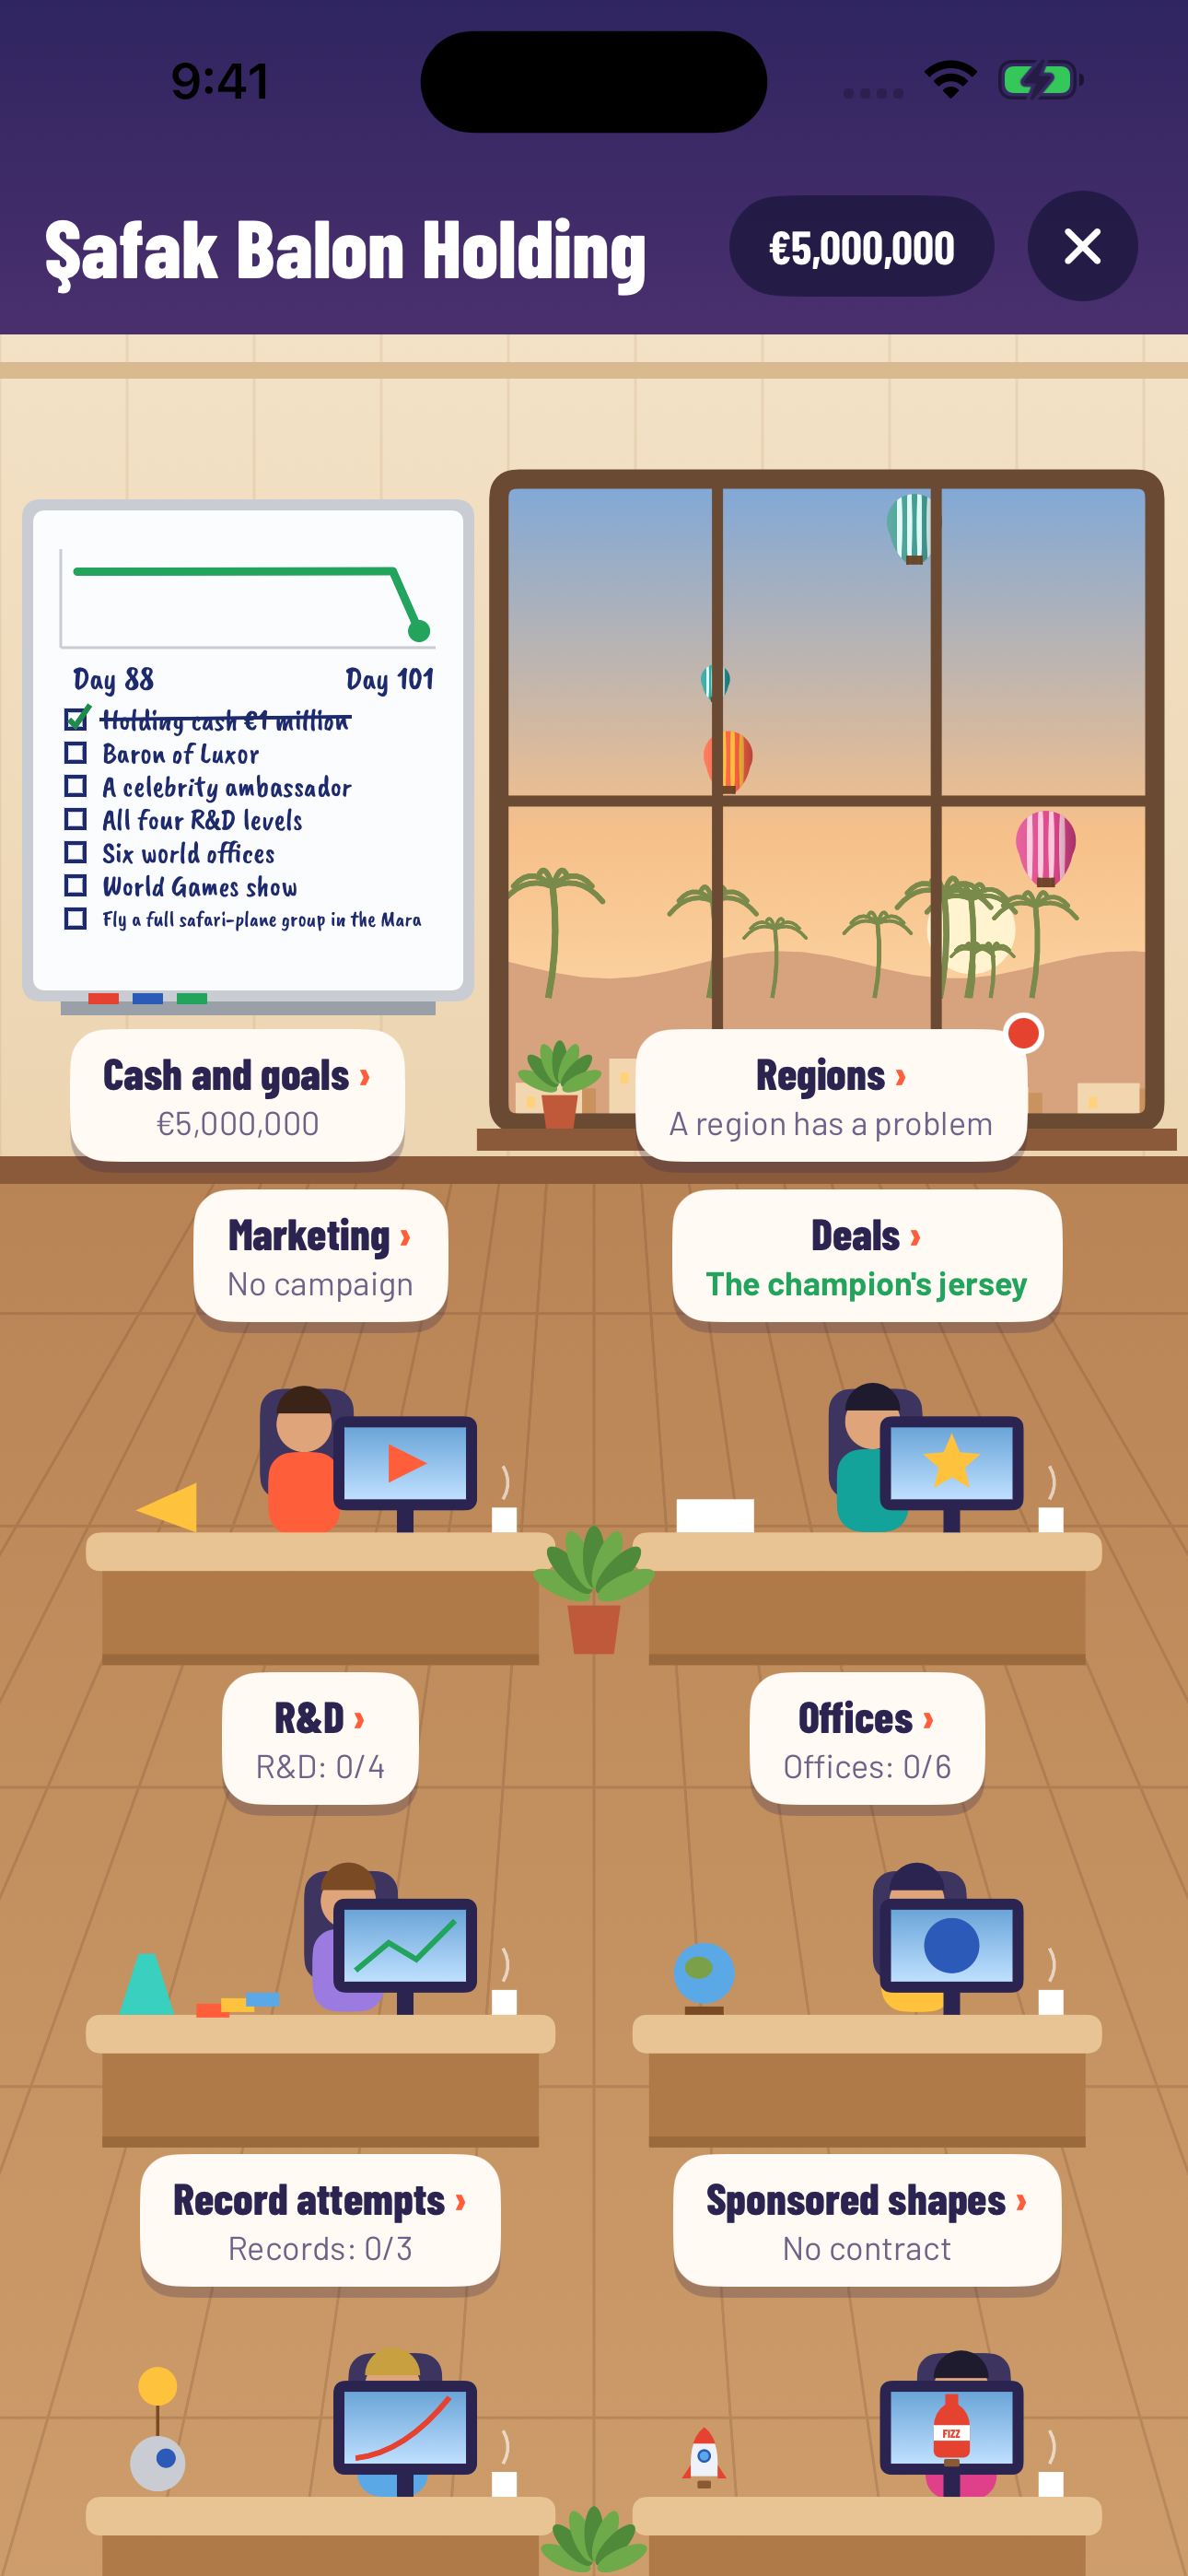 9:41
Şafak Balon Holding
€5,000,000
Day 88
Day 101
Holding cash €1 million
Baron of Luxor
A celebrity ambassador
All four R&D levels
Six world offices
World Games show
Fly a full safari-plane group in the Mara
Cash and goals ›
€5,000,000
Regions ›
A region has a problem
Marketing ›
No campaign
Deals ›
The champion's jersey
R&D ›
R&D: 0/4
Offices ›
Offices: 0/6
Record attempts ›
Records: 0/3
Sponsored shapes ›
No contract
FIZZ